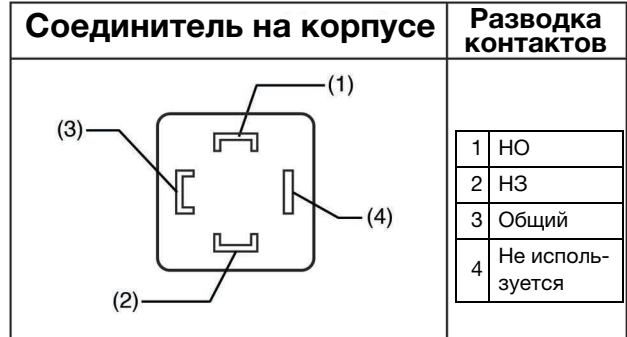 Соединитель на корпусе
Разводка
контактов
(1)
(3)
(4)
(2)
1 НО
2 НЗ
3 Общий
4 Не исполь-
зуется